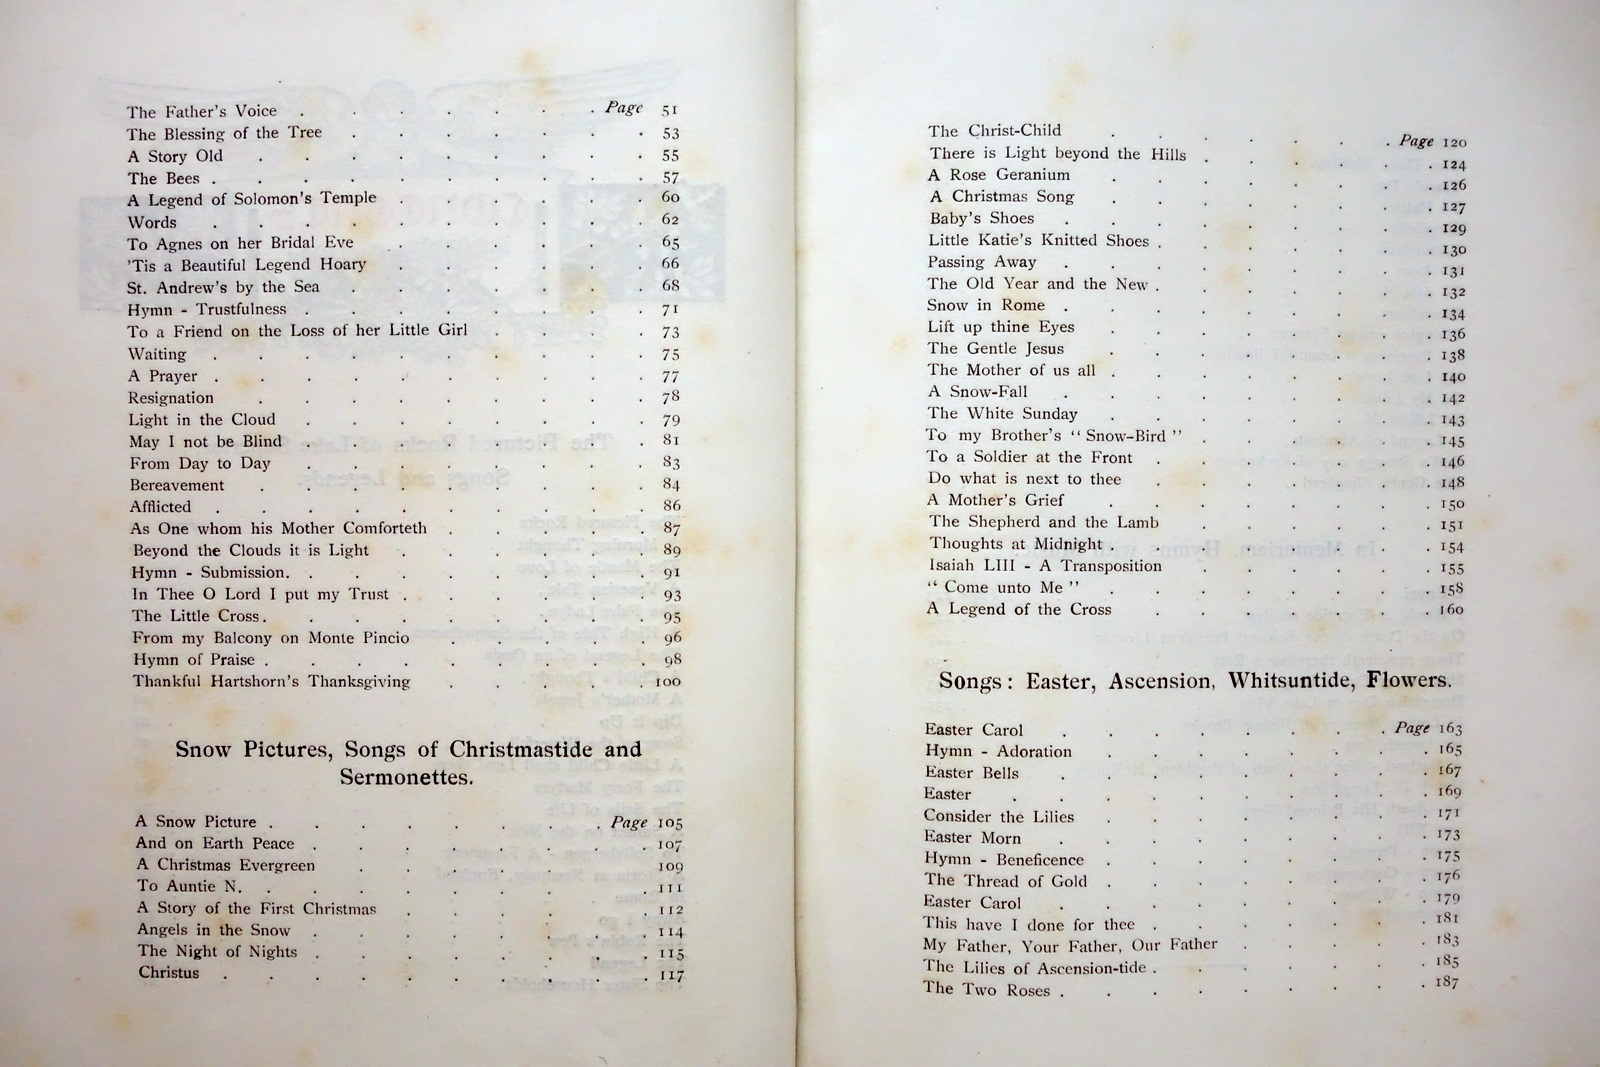 The Father's Voice . . . . . . . Page 51
The Blessing of the Tree . . . . . . . 53
A Story Old . . . . . . . . . 55
The Bees . . . . . . . . . . 57
A Legend of Solomon's Temple . . . . . . 60
Words . . . . . . . . . . 62
To Agnes on her Bridal Eve . . . . . . 65
'Tis a Beautiful Legend Hoary . . . . . . 66
St. Andrew's by the Sea . . . . . . . 68
Hymn - Trustfulness . . . . . . . . 71
To a Friend on the Loss of her Little Girl . . . . 73
Waiting . . . . . . . . . . 75
A Prayer . . . . . . . . . . 77
Resignation . . . . . . . . . 78
Light in the Cloud . . . . . . . . 79
May I not be Blind . . . . . . . . 81
From Day to Day . . . . . . . . 83
Bereavement . . . . . . . . . 84
Afflicted . . . . . . . . . . 86
As One whom his Mother Comforteth . . . . . 87
Beyond the Clouds it is Light . . . . . . 89
Hymn - Submission. . . . . . . . . 91
In Thee O Lord I put my Trust . . . . . . 93
The Little Cross . . . . . . . . . 95
From my Balcony on Monte Pincio . . . . . 96
Hymn of Praise . . . . . . . . . 98
Thankful Hartshorn's Thanksgiving . . . . . 100
Snow Pictures, Songs of Christmastide and
Sermonettes.
A Snow Picture . . . . . . . . Page 105
And on Earth Peace . . . . . . . . 107
A Christmas Evergreen . . . . . . . 109
To Auntie N. . . . . . . . . . 111
A Story of the First Christmas . . . . . . 112
Angels in the Snow . . . . . . . . 114
The Night of Nights . . . . . . . . 115
Christus . . . . . . . . . . 117
The Christ-Child . . . . . . . Page 120
There is Light beyond the Hills . . . . . . 124
A Rose Geranium . . . . . . . . 126
A Christmas Song . . . . . . . . 127
Baby's Shoes . . . . . . . . . 129
Little Katie's Knitted Shoes . . . . . . . 130
Passing Away . . . . . . . . . 131
The Old Year and the New . . . . . . . 132
Snow in Rome . . . . . . . . . 134
Lift up thine Eyes . . . . . . . . 136
The Gentle Jesus . . . . . . . . 138
The Mother of us all . . . . . . . . 140
A Snow-Fall . . . . . . . . . 142
The White Sunday . . . . . . . . 143
To my Brother's “ Snow-Bird ” . . . . . . 145
To a Soldier at the Front . . . . . . . 146
Do what is next to thee . . . . . . . 148
A Mother's Grief . . . . . . . . 150
The Shepherd and the Lamb . . . . . . 151
Thoughts at Midnight . . . . . . . 154
Isaiah LIII - A Transposition . . . . . . 155
“ Come unto Me ” . . . . . . . . 158
A Legend of the Cross . . . . . . . 160
Songs: Easter, Ascension, Whitsuntide, Flowers.
Easter Carol . . . . . . . . Page 163
Hymn - Adoration . . . . . . . . 165
Easter Bells . . . . . . . . . 167
Easter . . . . . . . . . . 169
Consider the Lilies . . . . . . . . 171
Easter Morn . . . . . . . . . 173
Hymn - Beneficence . . . . . . . . 175
The Thread of Gold . . . . . . . . 176
Easter Carol . . . . . . . . . 179
This have I done for thee . . . . . . . 181
My Father, Your Father, Our Father . . . . . 183
The Lilies of Ascension-tide . . . . . . . 185
The Two Roses . . . . . . . . . 187